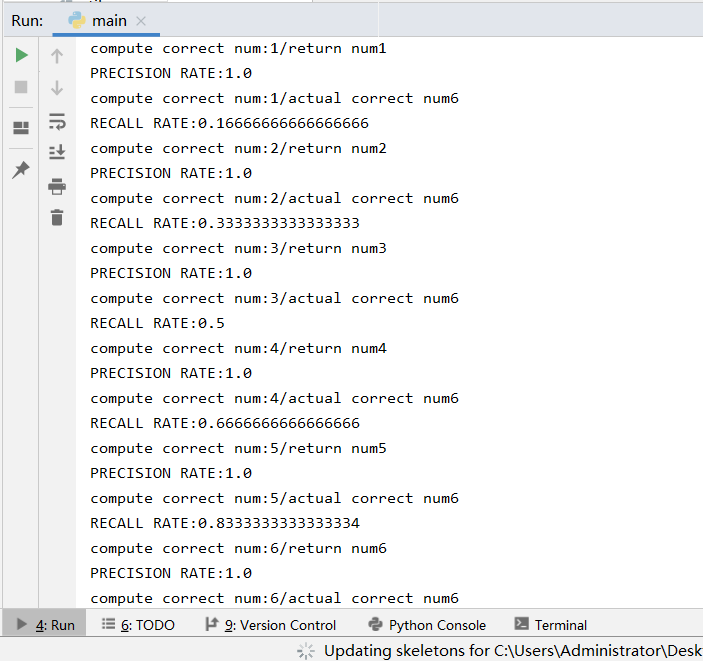 Run: main
compute correct num:1/return num1
PRECISION RATE:1.0
compute correct num:1/actual correct num6
RECALL RATE:0.16666666666666666
compute correct num:2/return num2
PRECISION RATE:1.0
compute correct num:2/actual correct num6
RECALL RATE:0.3333333333333333
compute correct num:3/return num3
PRECISION RATE:1.0
compute correct num:3/actual correct num6
RECALL RATE:0.5
compute correct num:4/return num4
PRECISION RATE:1.0
compute correct num:4/actual correct num6
RECALL RATE:0.6666666666666666
compute correct num:5/return num5
PRECISION RATE:1.0
compute correct num:5/actual correct num6
RECALL RATE:0.8333333333333334
compute correct num:6/return num6
PRECISION RATE:1.0
compute correct num:6/actual correct num6
4: Run 6: TODO 9: Version Control Python Console Terminal
Updating skeletons for C:\Users\Administrator\Desk